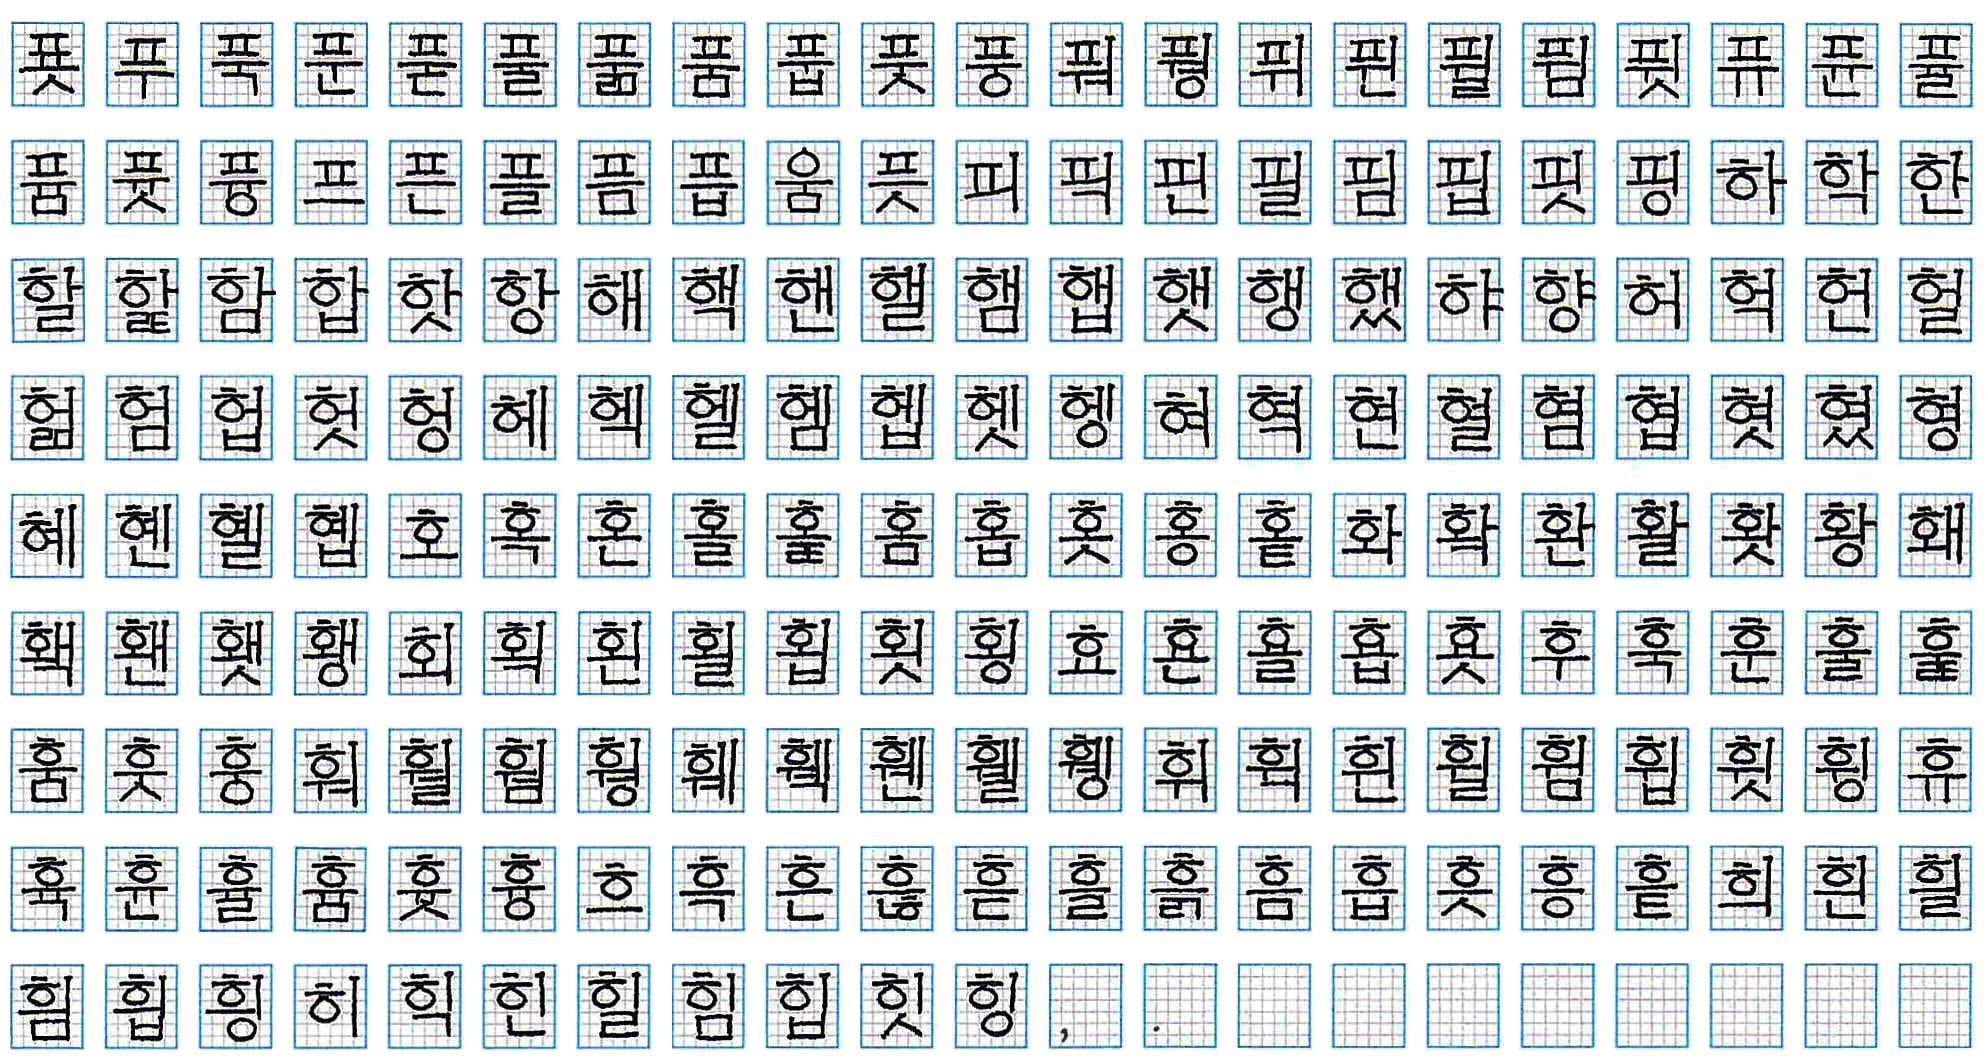 푯 푸 푹 푼 푿 풀 풂 품 풉 풋 풍 풔 풩 퓌 퓐 퓔 퓜 퓟 퓨 퓬 퓰
퓸 퓻 퓽 프 픈 플 픔 픕 움 픗 피 픽 핀 필 핌 핍 핏 핑 하 학 한
할 핥 함 합 핫 항 해 핵 핸 핼 햄 햅 햇 행 했 햐 향 허 헉 헌 헐
헒 험 헙 헛 헝 헤 헥 헬 헴 헵 헷 헹 혀 혁 현 혈 혐 협 혓 혔 형
혜 혠 혤 혭 호 혹 혼 홀 홅 홈 홉 홋 홍 홑 화 확 환 활 홧 황 홰
홱 홴 횃 횅 회 획 횐 횔 횝 횟 횡 효 횬 횰 횹 횻 후 훅 훈 훌 훑
훔 훗 훙 훠 훨 훰 훵 훼 훽 휀 휄 휑 휘 휙 휜 휠 휨 휩 휫 휭 휴
휵 휸 휼 흄 흇 흉 흐 흑 흔 흖 흗 흘 흙 흠 흡 흣 흥 흩 희 흰 흴
흼 흽 힁 히 힉 힌 힐 힘 힙 힛 힝 , .